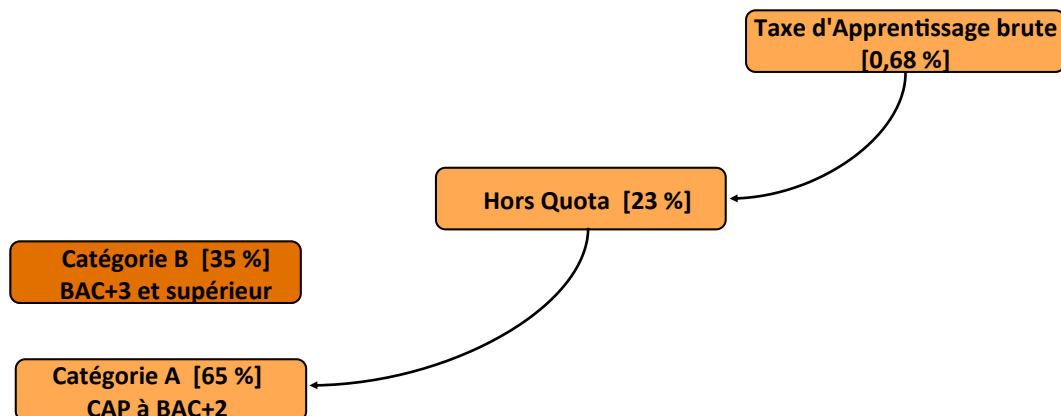 Taxe d'Apprentissage brute
[0,68 %]
Hors Quota [23 %]
Catégorie B [35 %]
BAC+3 et supérieur
Catégorie A [65 %]
CAP à BAC+2